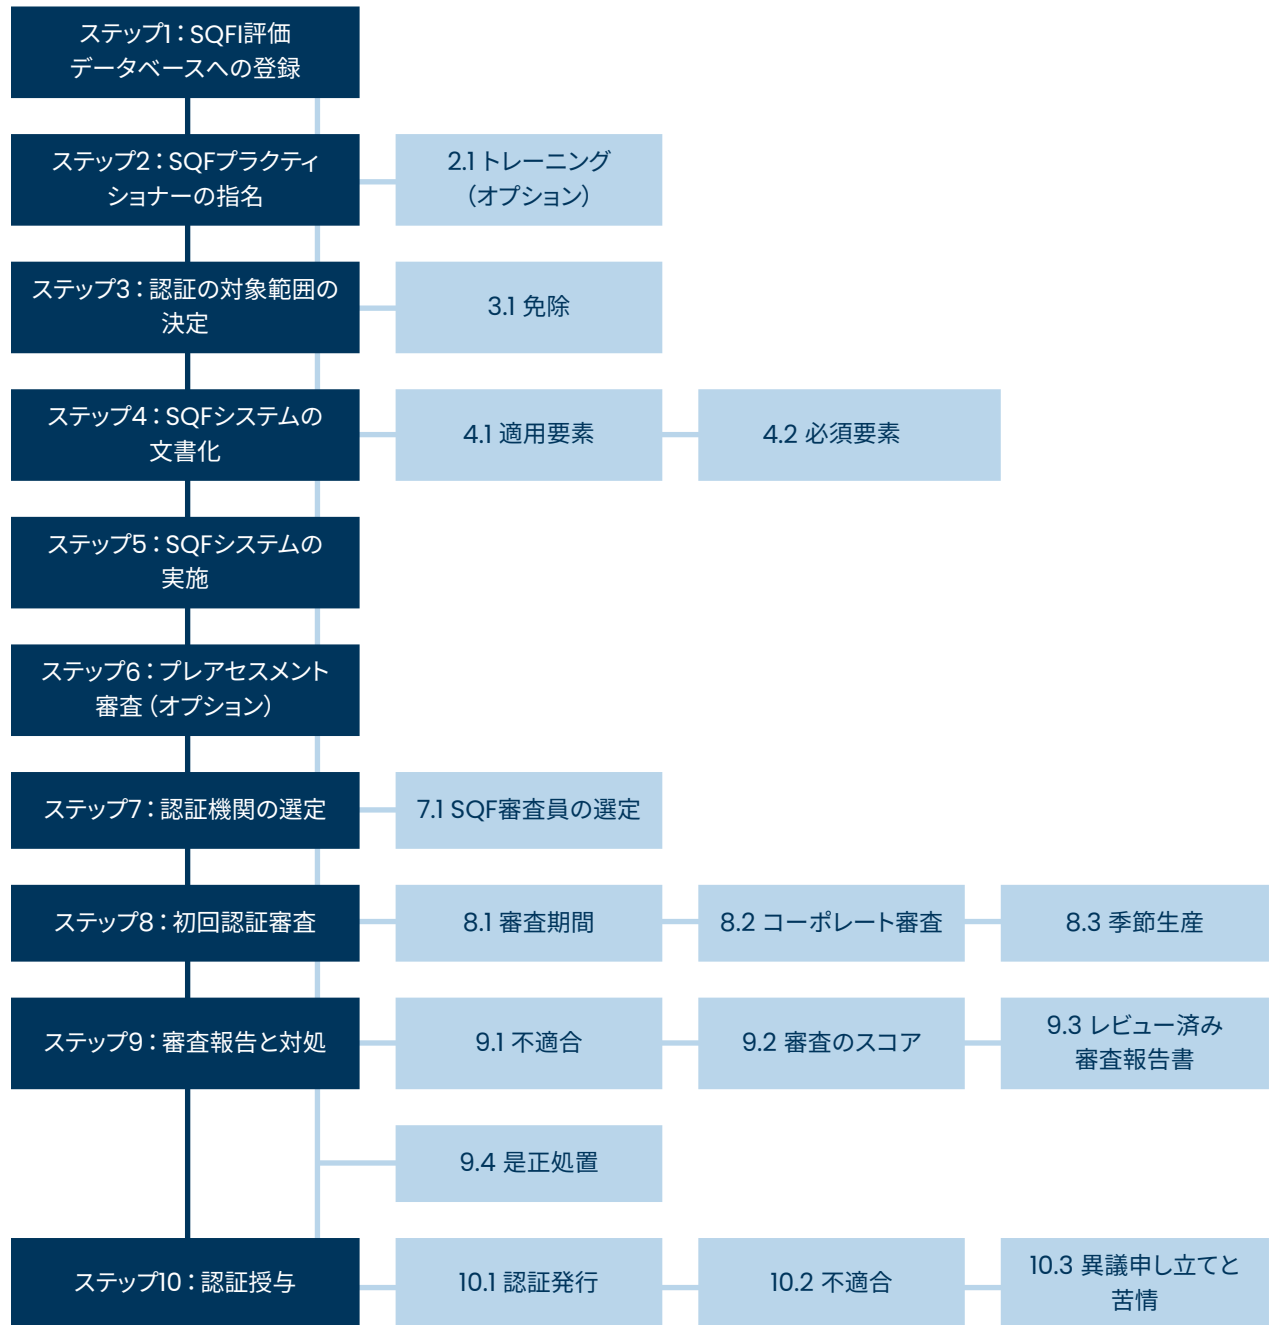 ステップ1：SQFI評価
データベースへの登録
ステップ2：SQFプラクティ
ショナーの指名
2.1 トレーニング
（オプション）
ステップ3：認証の対象範囲の
決定
3.1 免除
ステップ4：SQFシステムの
文書化
4.1 適用要素
4.2 必須要素
ステップ5：SQFシステムの
実施
ステップ6：プレアセスメント
審査（オプション）
ステップ7：認証機関の選定
7.1 SQF審査員の選定
ステップ8：初回認証審査
8.1 審査期間
8.2 コーポレート審査
8.3 季節生産
ステップ9：審査報告と対処
9.1 不適合
9.2 審査のスコア
9.3 レビュー済み
審査報告書
9.4 是正処置
ステップ10：認証授与
10.1 認証発行
10.2 不適合
10.3 異議申し立てと
苦情